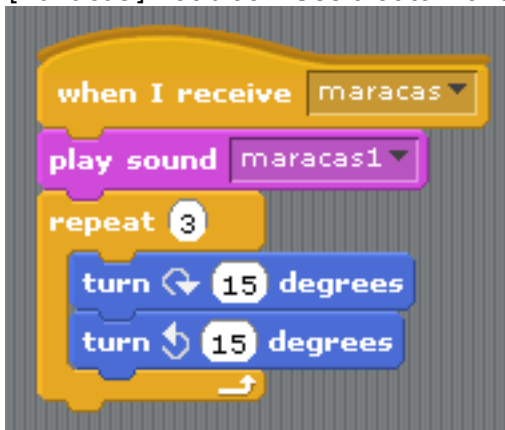 when I receive maracas
play sound maracas1
repeat 3
turn 15 degrees
turn 15 degrees